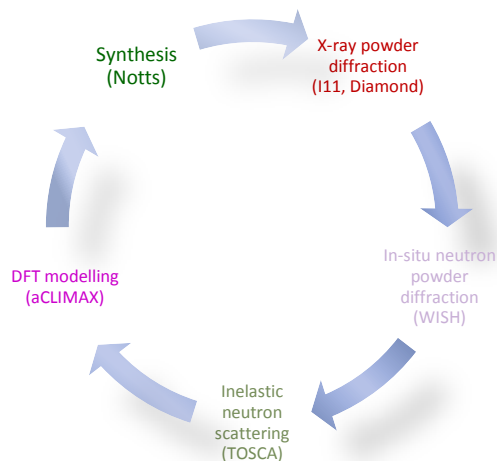 Synthesis
(Notts)
X-ray powder
diffraction
(I11, Diamond)
In-situ neutron
powder
diffraction
(WISH)
Inelastic
neutron
scattering
(TOSCA)
DFT modelling
(aCLIMAX)